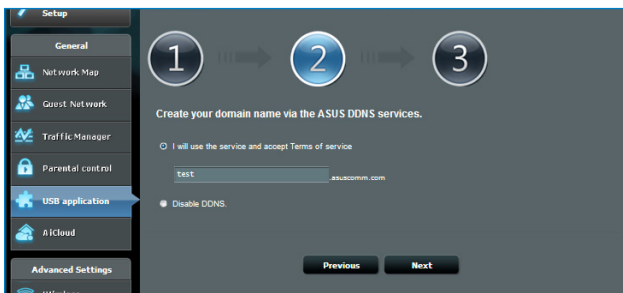 Setup
General
Network Map
Guest Network
Traffic Manager
Parental control
USB application
AiCloud
Advanced Settings
1
2
3
Create your domain name via the ASUS DDNS services.
I will use the service and accept Terms of service
test .asuscomm.com
Disable DDNS.
Previous Next